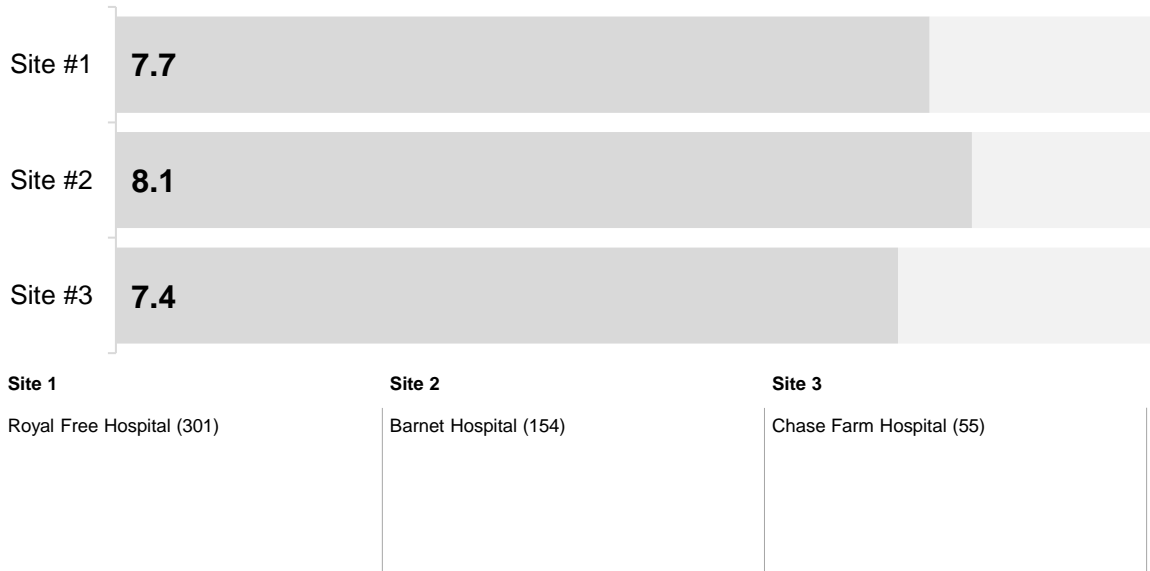 Site #1 7.7
Site #2 8.1
Site #3 7.4
Site 1 Site 2 Site 3
Royal Free Hospital (301) Barnet Hospital (154) Chase Farm Hospital (55)